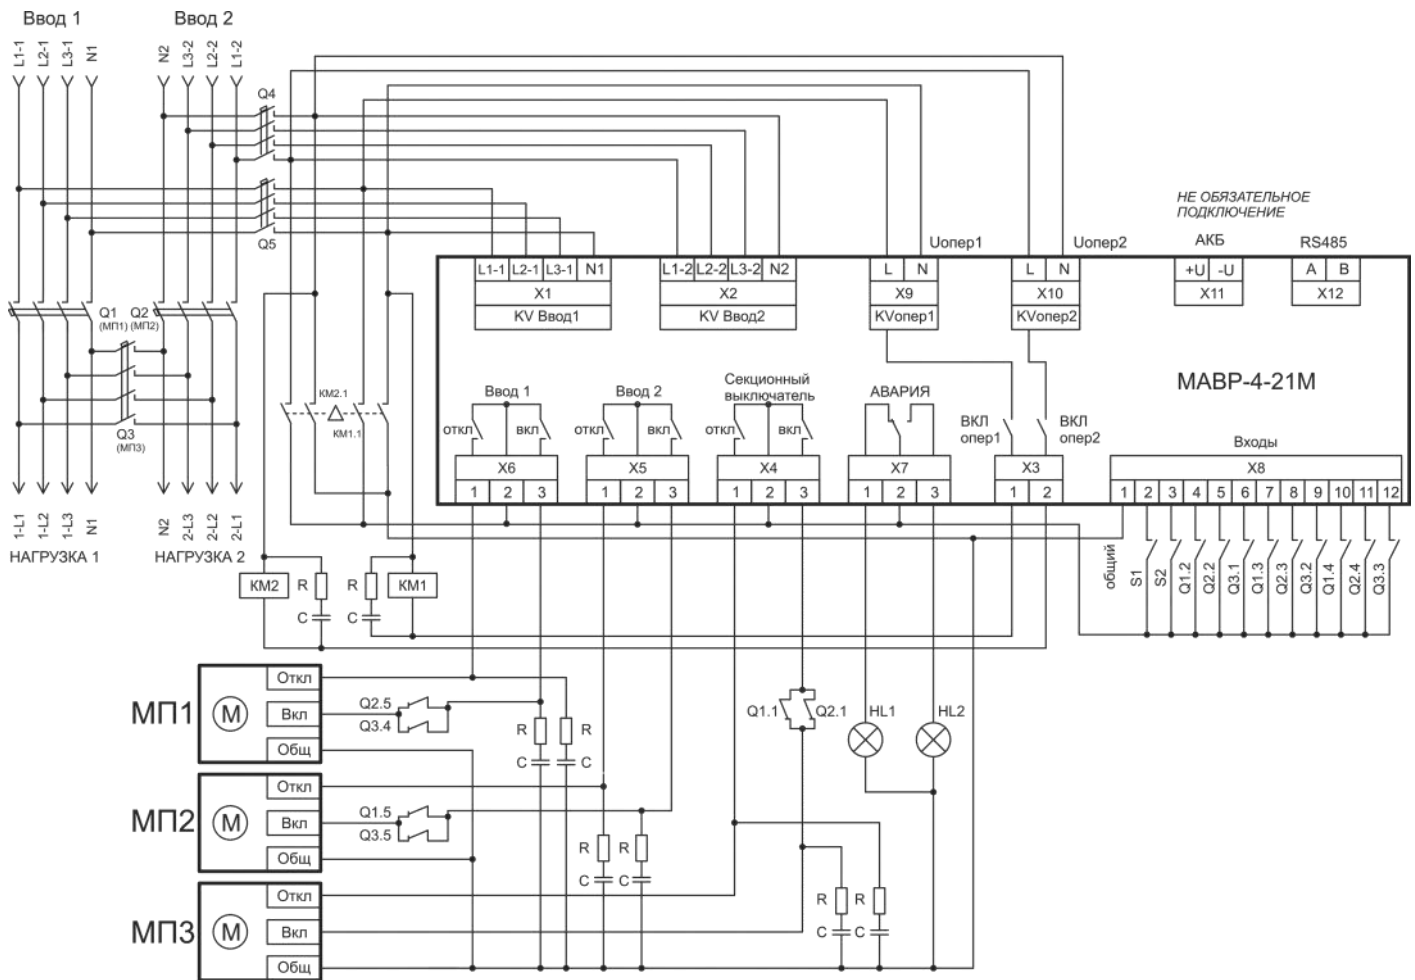 Ввод 1
Ввод 2
L1-1
L2-1
L3-1
N1
N2
L3-2
L2-2
L1-2
Q4
Q5
НЕ ОБЯЗАТЕЛЬНОЕ
ПОДКЛЮЧЕНИЕ
Uопер1
Uопер2
АКБ
RS485
L1-1 L2-1 L3-1 N1
L1-2 L2-2 L3-2 N2
L N
L N
+U -U
A B
X1
X2
X9
X10
X11
X12
KV Ввод1
KV Ввод2
KVопер1
KVопер2
Q1
(МП1)
Q2
(МП2)
Q3
(МП3)
МАВР-4-21М
КМ2.1
КМ1.1
Ввод 1
Ввод 2
Секционный
выключатель
АВАРИЯ
откл
вкл
откл
вкл
откл
вкл
ВКЛ
опер1
ВКЛ
опер2
Входы
X6
X5
X4
X7
X3
X8
1 2 3
1 2 3
1 2 3
1 2 3
1 2
1 2 3 4 5 6 7 8 9 10 11 12
1-L1
1-L2
1-L3
N1
N2
2-L3
2-L2
2-L1
НАГРУЗКА 1
НАГРУЗКА 2
общий
S1
S2
Q1.2
Q2.2
Q3.1
Q1.3
Q2.3
Q3.2
Q1.4
Q2.4
Q3.3
КМ2
R
C
R
C
КМ1
МП1
M
Откл
Вкл
Общ
Q2.5
Q3.4
R
R
C
C
Q1.1
Q2.1
HL1
HL2
МП2
M
Откл
Вкл
Общ
Q1.5
Q3.5
R
R
C
C
МП3
M
Откл
Вкл
Общ
R
R
C
C